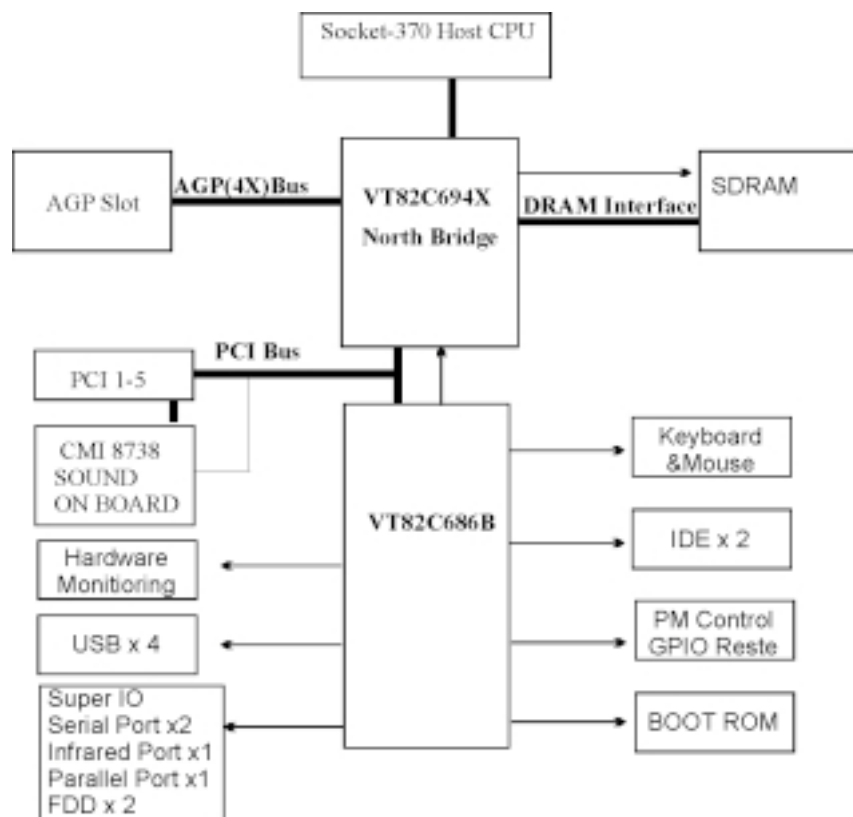 Socket-370 Host CPU
AGP Slot
AGP(4X)Bus
VT82C694X
North Bridge
DRAM Interface
SDRAM
PCI Bus
PCI 1-5
CMI 8738
SOUND
ON BOARD
VT82C686B
Keyboard
&Mouse
IDE x 2
Hardware
Monitioring
USB x 4
PM Control
GPIO Reste
Super IO
Serial Port x2
Infrared Port x1
Parallel Port x1
FDD x 2
BOOT ROM